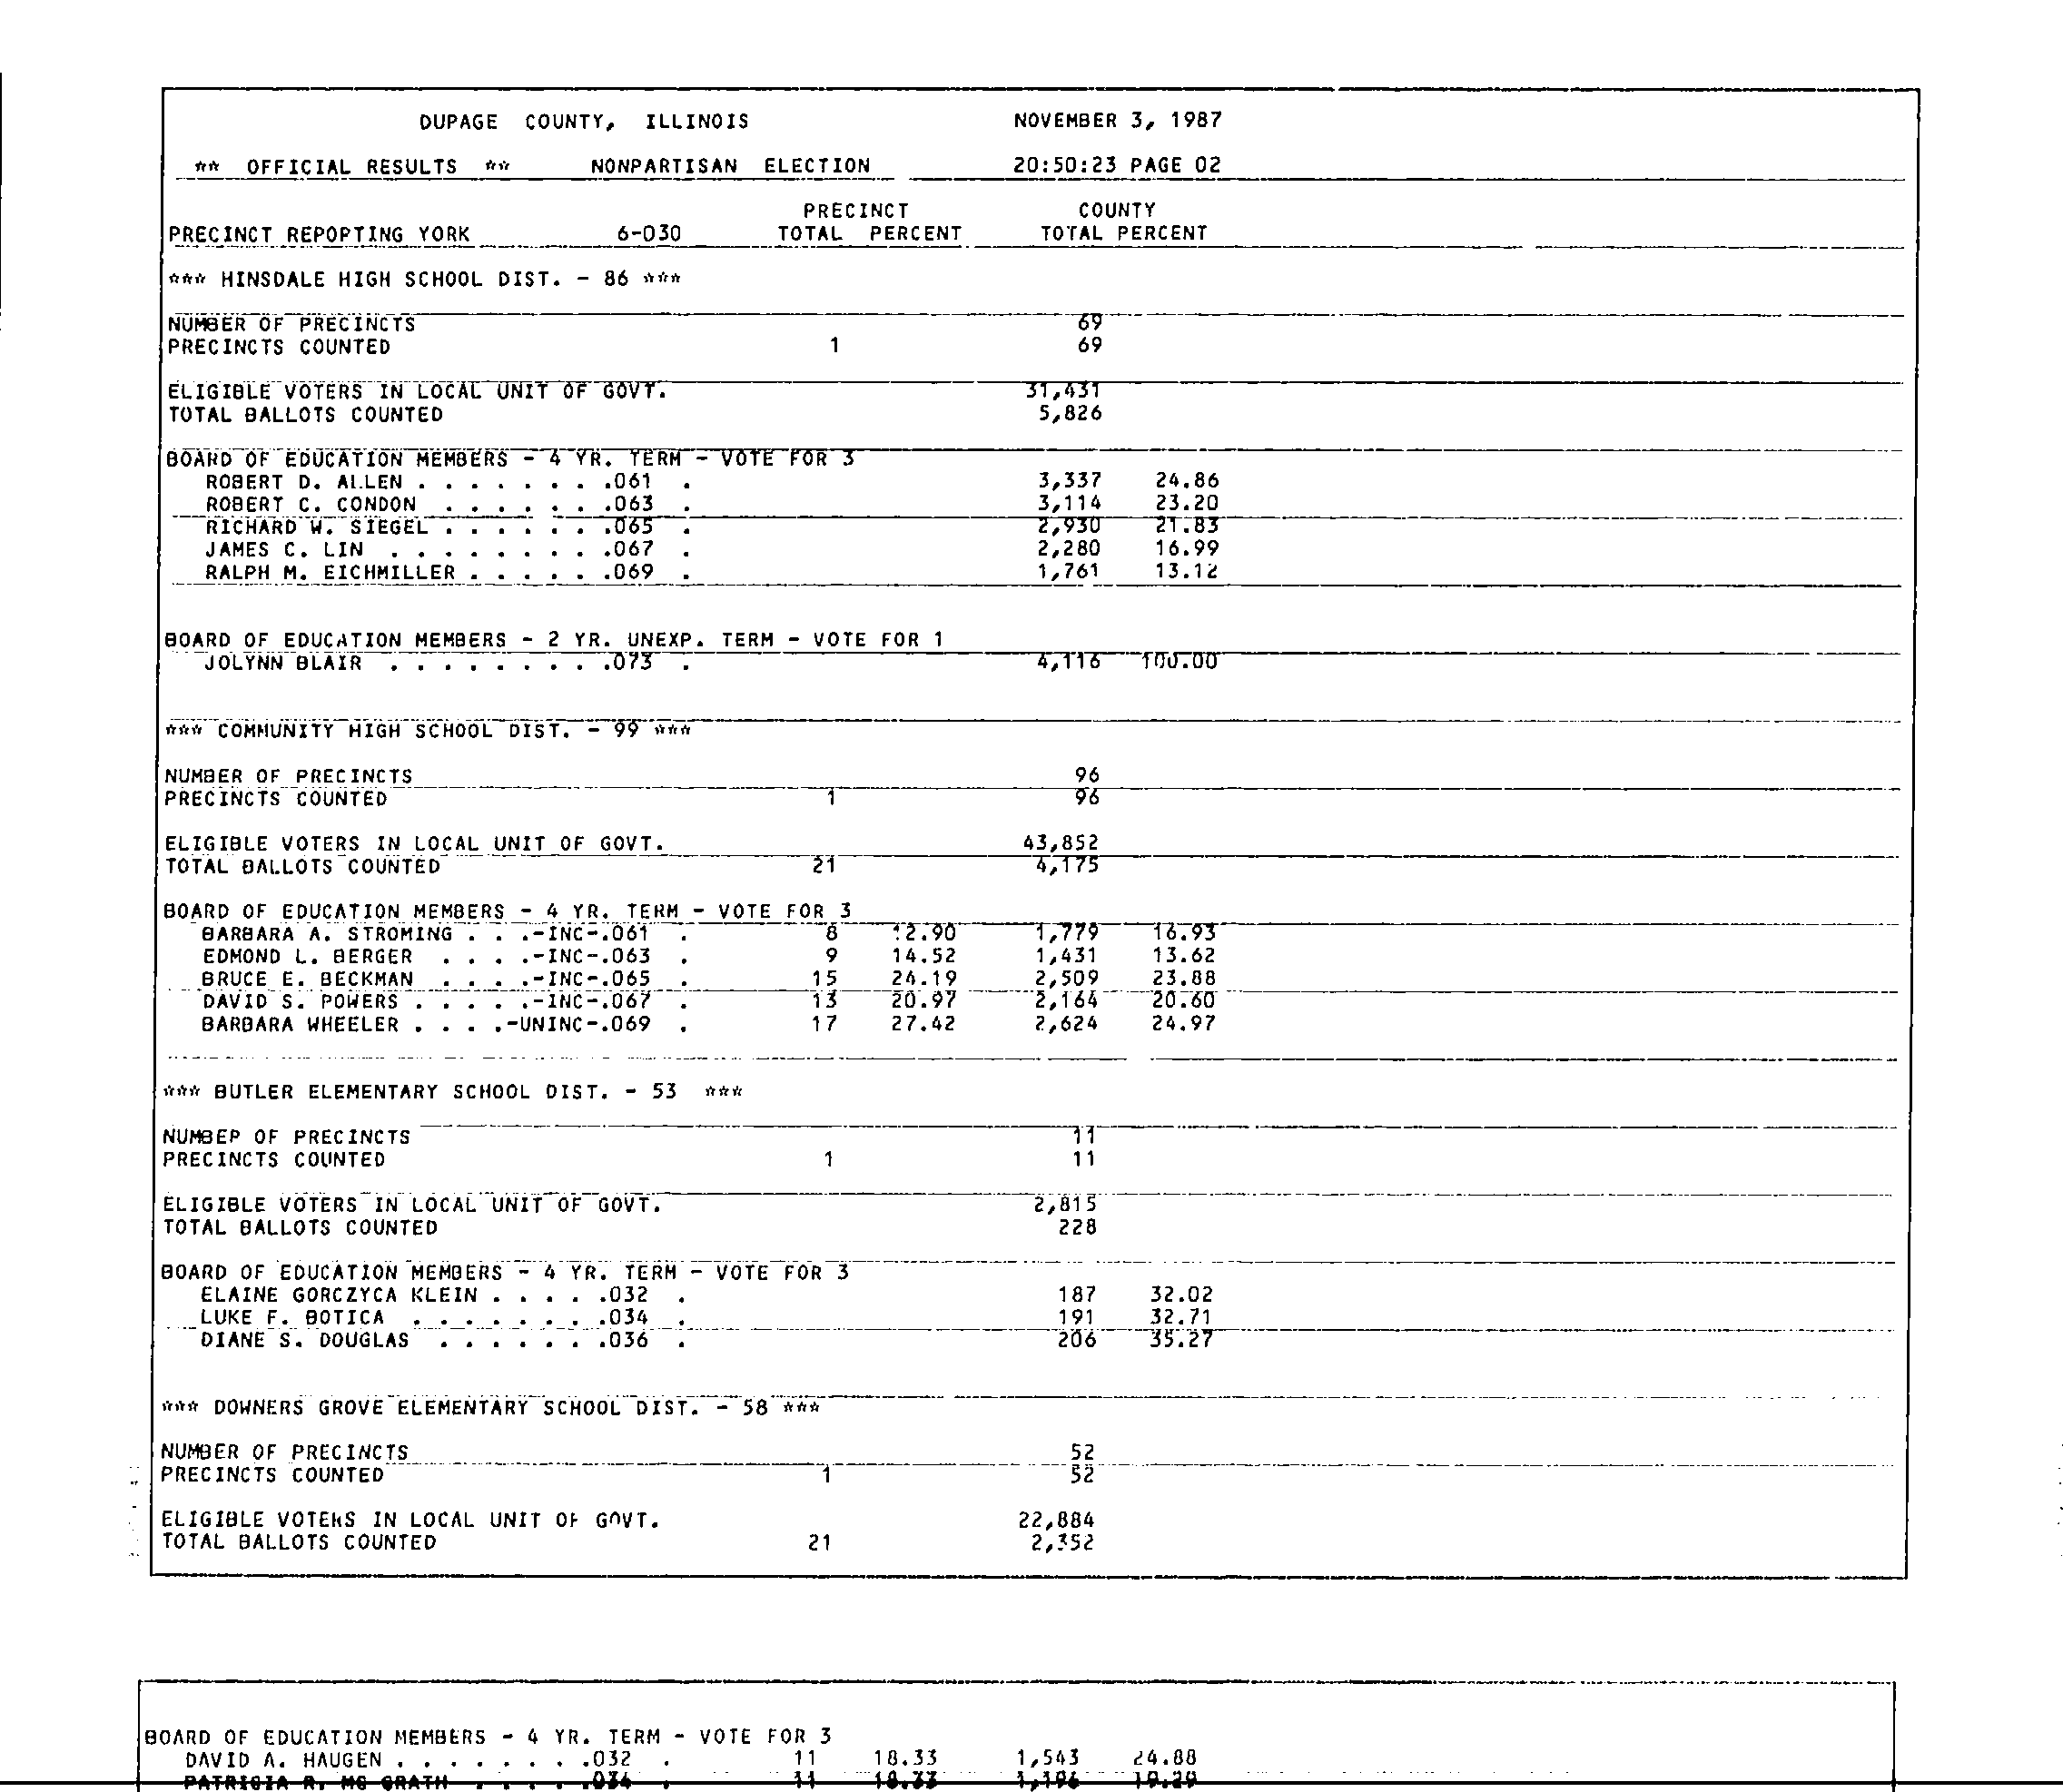 DUPAGE COUNTY, ILLINOIS NOVEMBER 3, 1987
** OFFICIAL RESULTS ** NONPARTISAN ELECTION 20:50:23 PAGE 02
PRECINCT COUNTY
PRECINCT REPOPTING YORK 6-030 TOTAL PERCENT TOTAL PERCENT
*** HINSDALE HIGH SCHOOL DIST. - 86 ***
NUMBER OF PRECINCTS 69
PRECINCTS COUNTED 1 69
ELIGIBLE VOTERS IN LOCAL UNIT OF GOVT. 31,431
TOTAL BALLOTS COUNTED 5,826
BOARD OF EDUCATION MEMBERS - 4 YR. TERM - VOTE FOR 3
ROBERT D. ALLEN . . . . . . . .061 . 3,337 24.86
ROBERT C. CONDON . . . . . . .063 . 3,114 23.20
RICHARD W. SIEGEL . . . . . . .065 . 2,930 21.83
JAMES C. LIN . . . . . . . . .067 . 2,280 16.99
RALPH M. EICHMILLER . . . . . .069 . 1,761 13.12
BOARD OF EDUCATION MEMBERS - 2 YR. UNEXP. TERM - VOTE FOR 1
JOLYNN BLAIR . . . . . . . . .073 . 4,116 100.00
*** COMMUNITY HIGH SCHOOL DIST. - 99 ***
NUMBER OF PRECINCTS 96
PRECINCTS COUNTED 1 96
ELIGIBLE VOTERS IN LOCAL UNIT OF GOVT. 43,852
TOTAL BALLOTS COUNTED 21 4,175
BOARD OF EDUCATION MEMBERS - 4 YR. TERM - VOTE FOR 3
BARBARA A. STROMING . . .-INC-.061 . 8 12.90 1,779 16.93
EDMOND L. BERGER . . . .-INC-.063 . 9 14.52 1,431 13.62
BRUCE E. BECKMAN . . . .-INC-.065 . 15 24.19 2,509 23.88
DAVID S. POWERS . . . . .-INC-.067 . 13 20.97 2,164 20.60
BARBARA WHEELER . . . .-UNINC-.069 . 17 27.42 2,624 24.97
*** BUTLER ELEMENTARY SCHOOL DIST. - 53 ***
NUMBEP OF PRECINCTS 11
PRECINCTS COUNTED 1 11
ELIGIBLE VOTERS IN LOCAL UNIT OF GOVT. 2,815
TOTAL BALLOTS COUNTED 228
BOARD OF EDUCATION MEMBERS - 4 YR. TERM - VOTE FOR 3
ELAINE GORCZYCA KLEIN . . . . .032 . 187 32.02
LUKE F. BOTICA . . . . . . . .034 . 191 32.71
DIANE S. DOUGLAS . . . . . . .036 . 206 35.27
*** DOWNERS GROVE ELEMENTARY SCHOOL DIST. - 58 ***
NUMBER OF PRECINCTS 52
PRECINCTS COUNTED 1 52
ELIGIBLE VOTERS IN LOCAL UNIT OF GOVT. 22,884
TOTAL BALLOTS COUNTED 21 2,352
BOARD OF EDUCATION MEMBERS - 4 YR. TERM - VOTE FOR 3
DAVID A. HAUGEN . . . . . . . .032 . 11 18.33 1,543 24.88
PATRICIA R. MC GRATH . . . . . .034 . 11 18.33 1,196 19.29